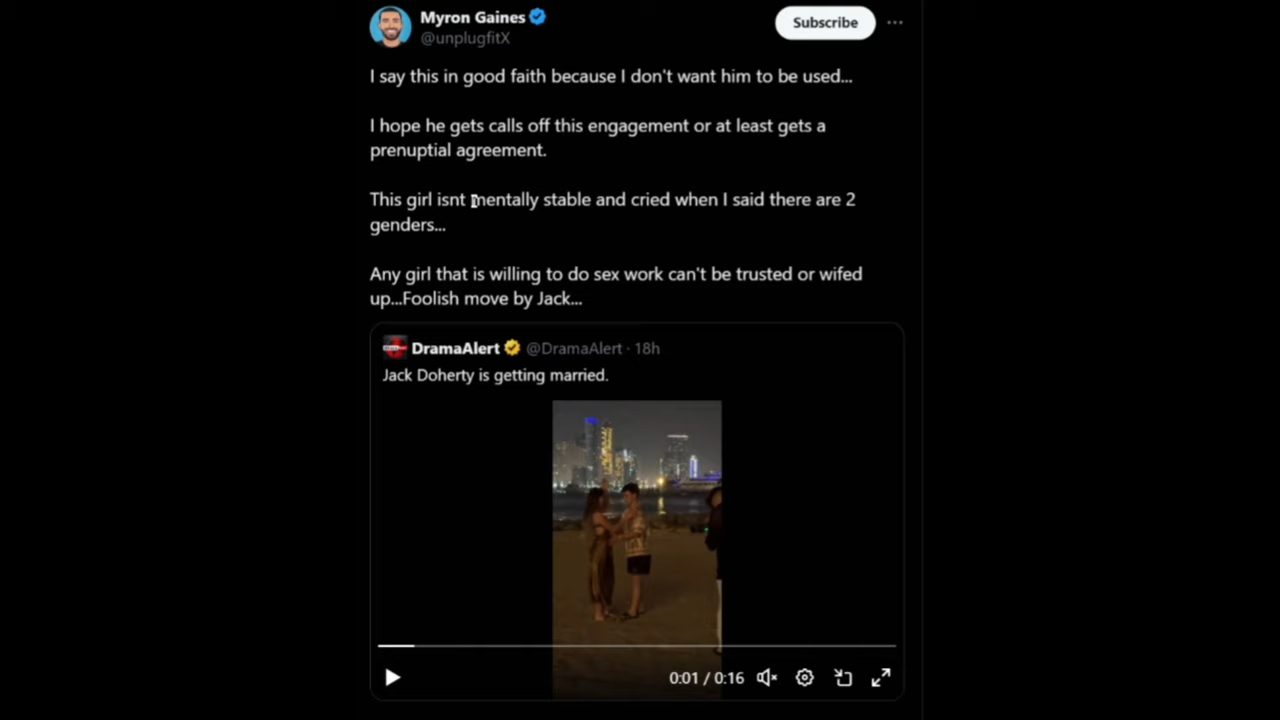 Myron Gaines
@unplugfitX
Subscribe
I say this in good faith because I don't want him to be used...
I hope he gets calls off this engagement or at least gets a
prenuptial agreement.
This girl isnt mentally stable and cried when I said there are 2
genders...
Any girl that is willing to do sex work can't be trusted or wifed
up...Foolish move by Jack...
DramaAlert @DramaAlert · 18h
Jack Doherty is getting married.
0:01 / 0:16